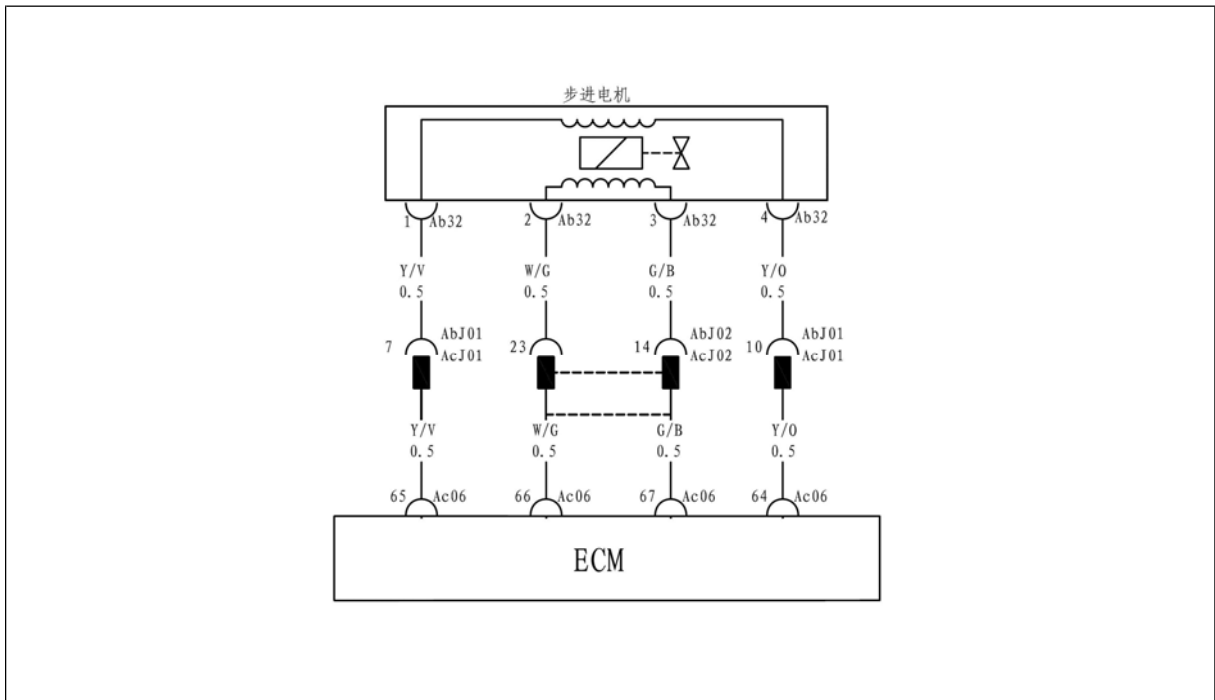 步进电机
1 Ab32 2 Ab32 3 Ab32 4 Ab32
Y/V W/G G/B Y/O
0.5 0.5 0.5 0.5
AbJ01 AbJ02 AbJ01
7 23 14 10
AcJ01 AcJ02 AcJ01
Y/V W/G G/B Y/O
0.5 0.5 0.5 0.5
65 Ac06 66 Ac06 67 Ac06 64 Ac06
ECM